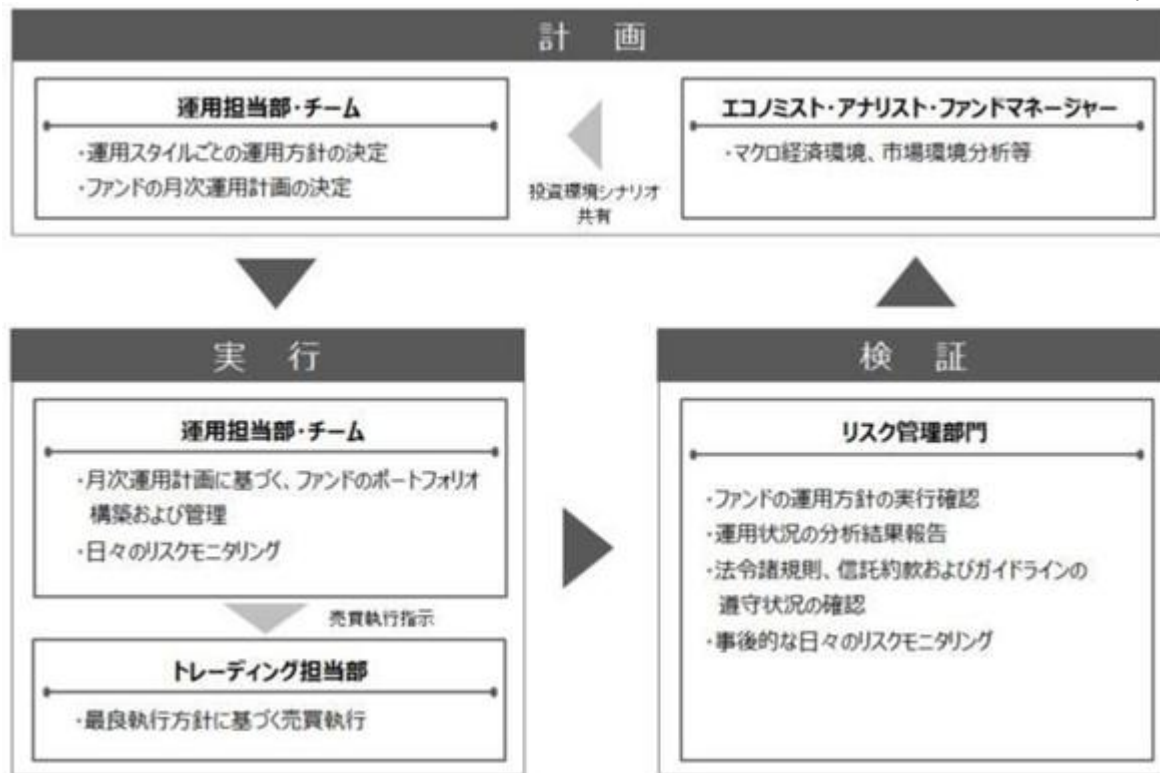 計 画
運用担当部・チーム
・運用スタイルごとの運用方針の決定
・ファンドの月次運用計画の決定
投資環境シナリオ
共有
エコノミスト・アナリスト・ファンドマネージャー
・マクロ経済環境、市場環境分析等
実 行
運用担当部・チーム
・月次運用計画に基づく、ファンドのポートフォリオ
構築および管理
・日々のリスクモニタリング
売買執行指示
トレーディング担当部
・最良執行方針に基づく売買執行
検 証
リスク管理部門
・ファンドの運用方針の実行確認
・運用状況の分析結果報告
・法令諸規則、信託約款およびガイドラインの
遵守状況の確認
・事後的な日々のリスクモニタリング